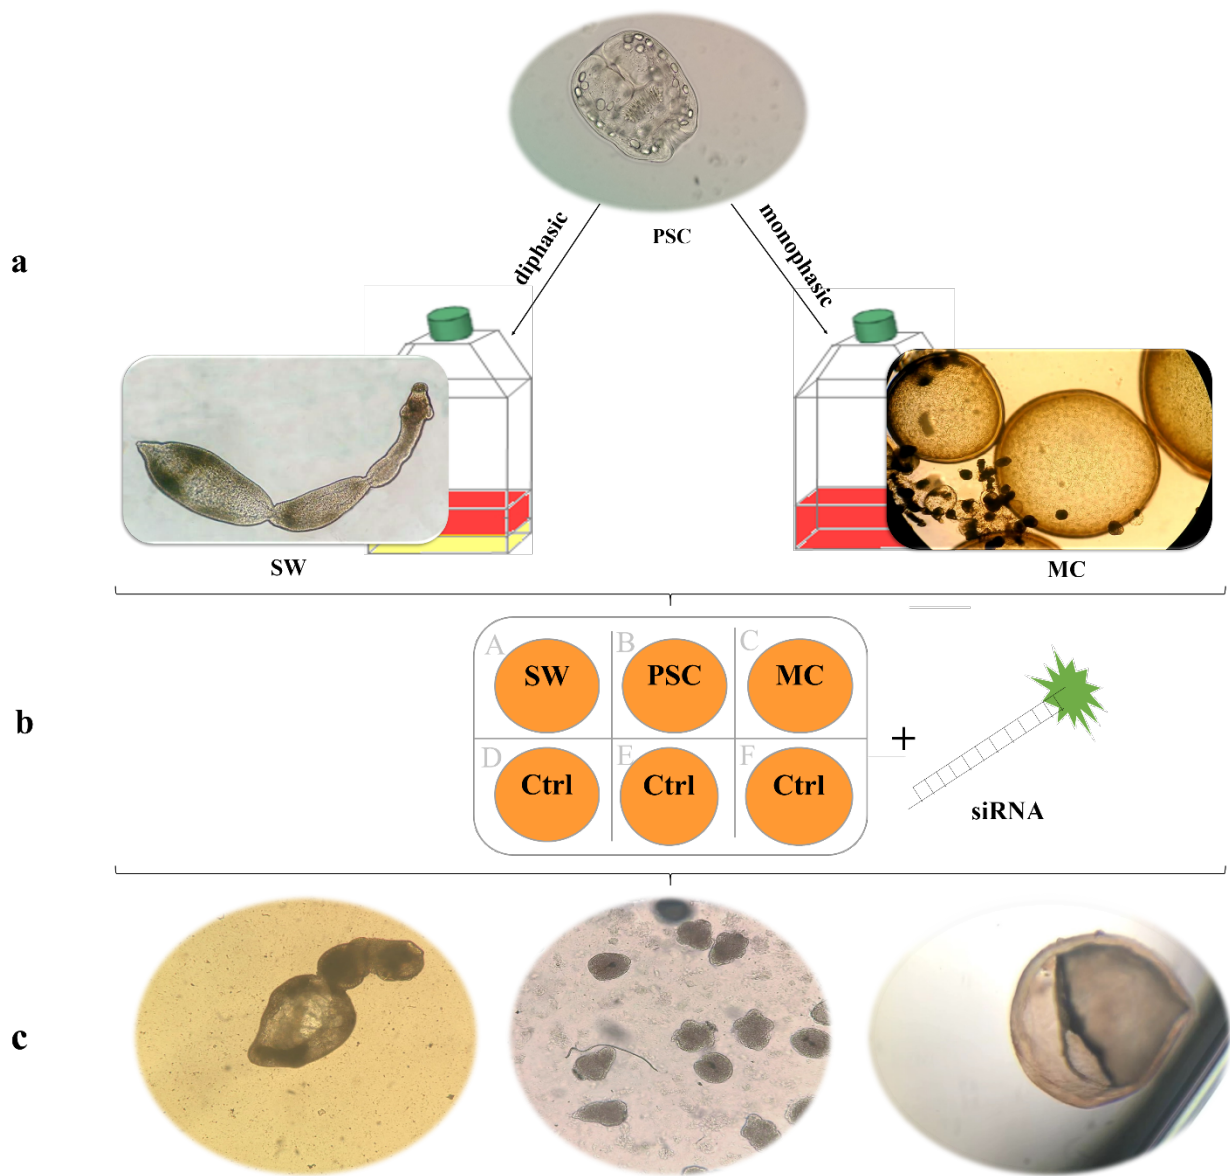 PSC
diphasic
monophasic
a
SW
MC
A
B
C
SW
PSC
MC
b
+
D
E
F
Ctrl
Ctrl
Ctrl
siRNA
c